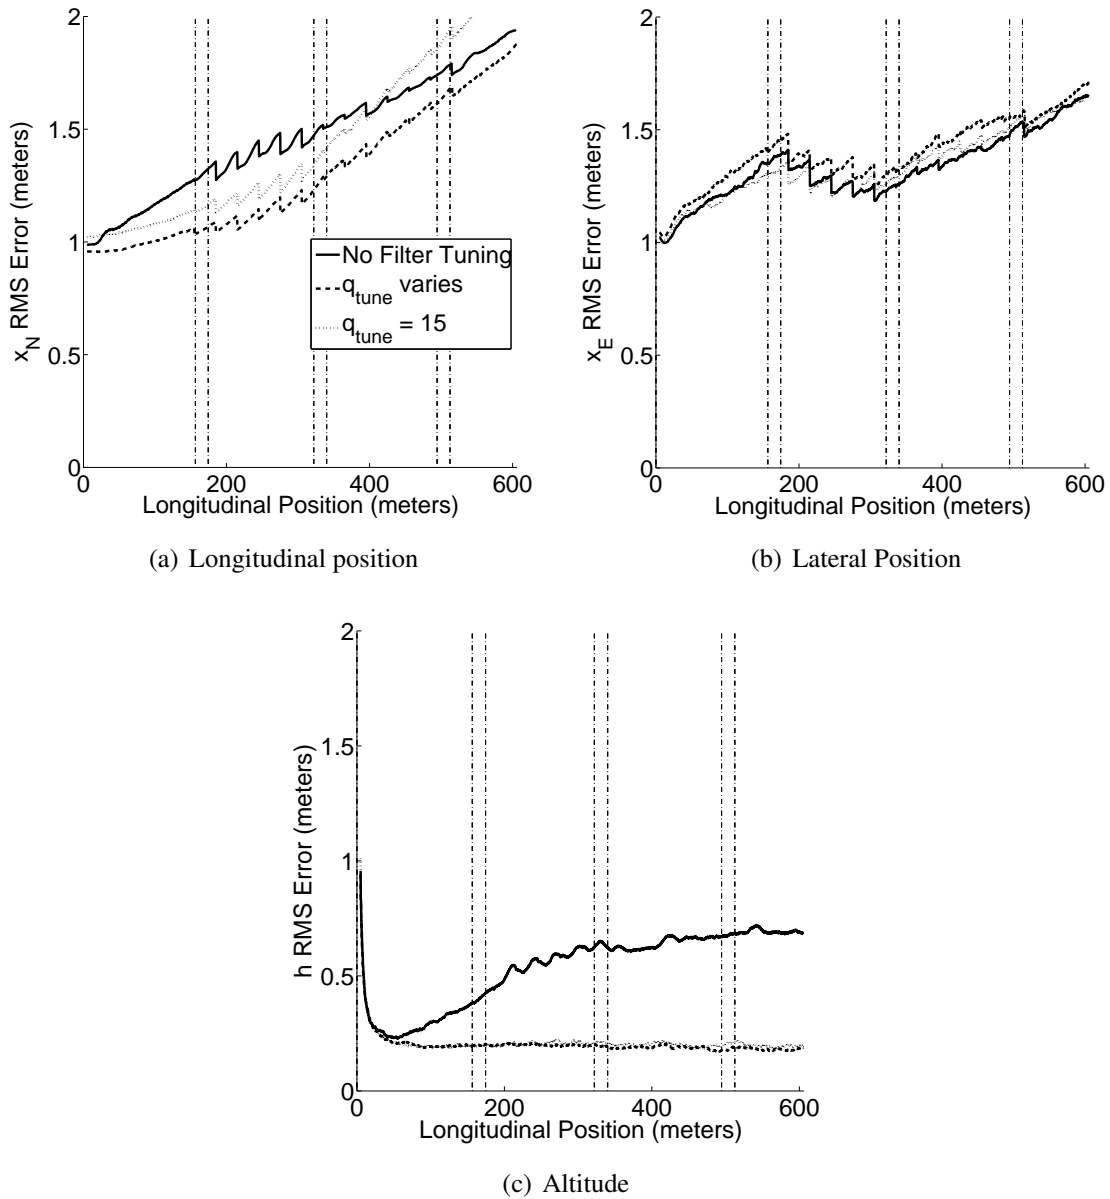 2
1.5
1
0.5
0
x_N RMS Error (meters)
0 200 400 600
Longitudinal Position (meters)
No Filter Tuning
q_tune varies
q_tune = 15
(a) Longitudinal position
2
1.5
1
0.5
0
x_E RMS Error (meters)
0 200 400 600
Longitudinal Position (meters)
(b) Lateral Position
2
1.5
1
0.5
0
h RMS Error (meters)
0 200 400 600
Longitudinal Position (meters)
(c) Altitude